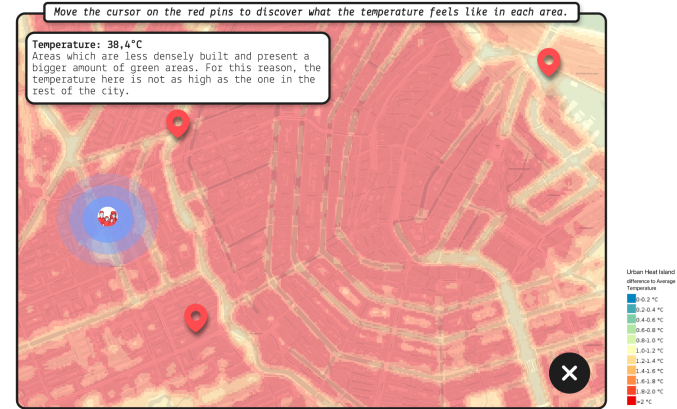 Move the cursor on the red pins to discover what the temperature feels like in each area.
Temperature: 38,4°C
Areas which are less densely built and present a
bigger amount of green areas. For this reason, the
temperature here is not as high as the one in the
rest of the city.
Urban Heat Island
difference to Average
Temperature
0-0.2 °C
0.2-0.4 °C
0.4-0.6 °C
0.6-0.8 °C
0.8-1.0 °C
1.0-1.2 °C
1.2-1.4 °C
1.4-1.6 °C
1.6-1.8 °C
1.8-2.0 °C
>2 °C